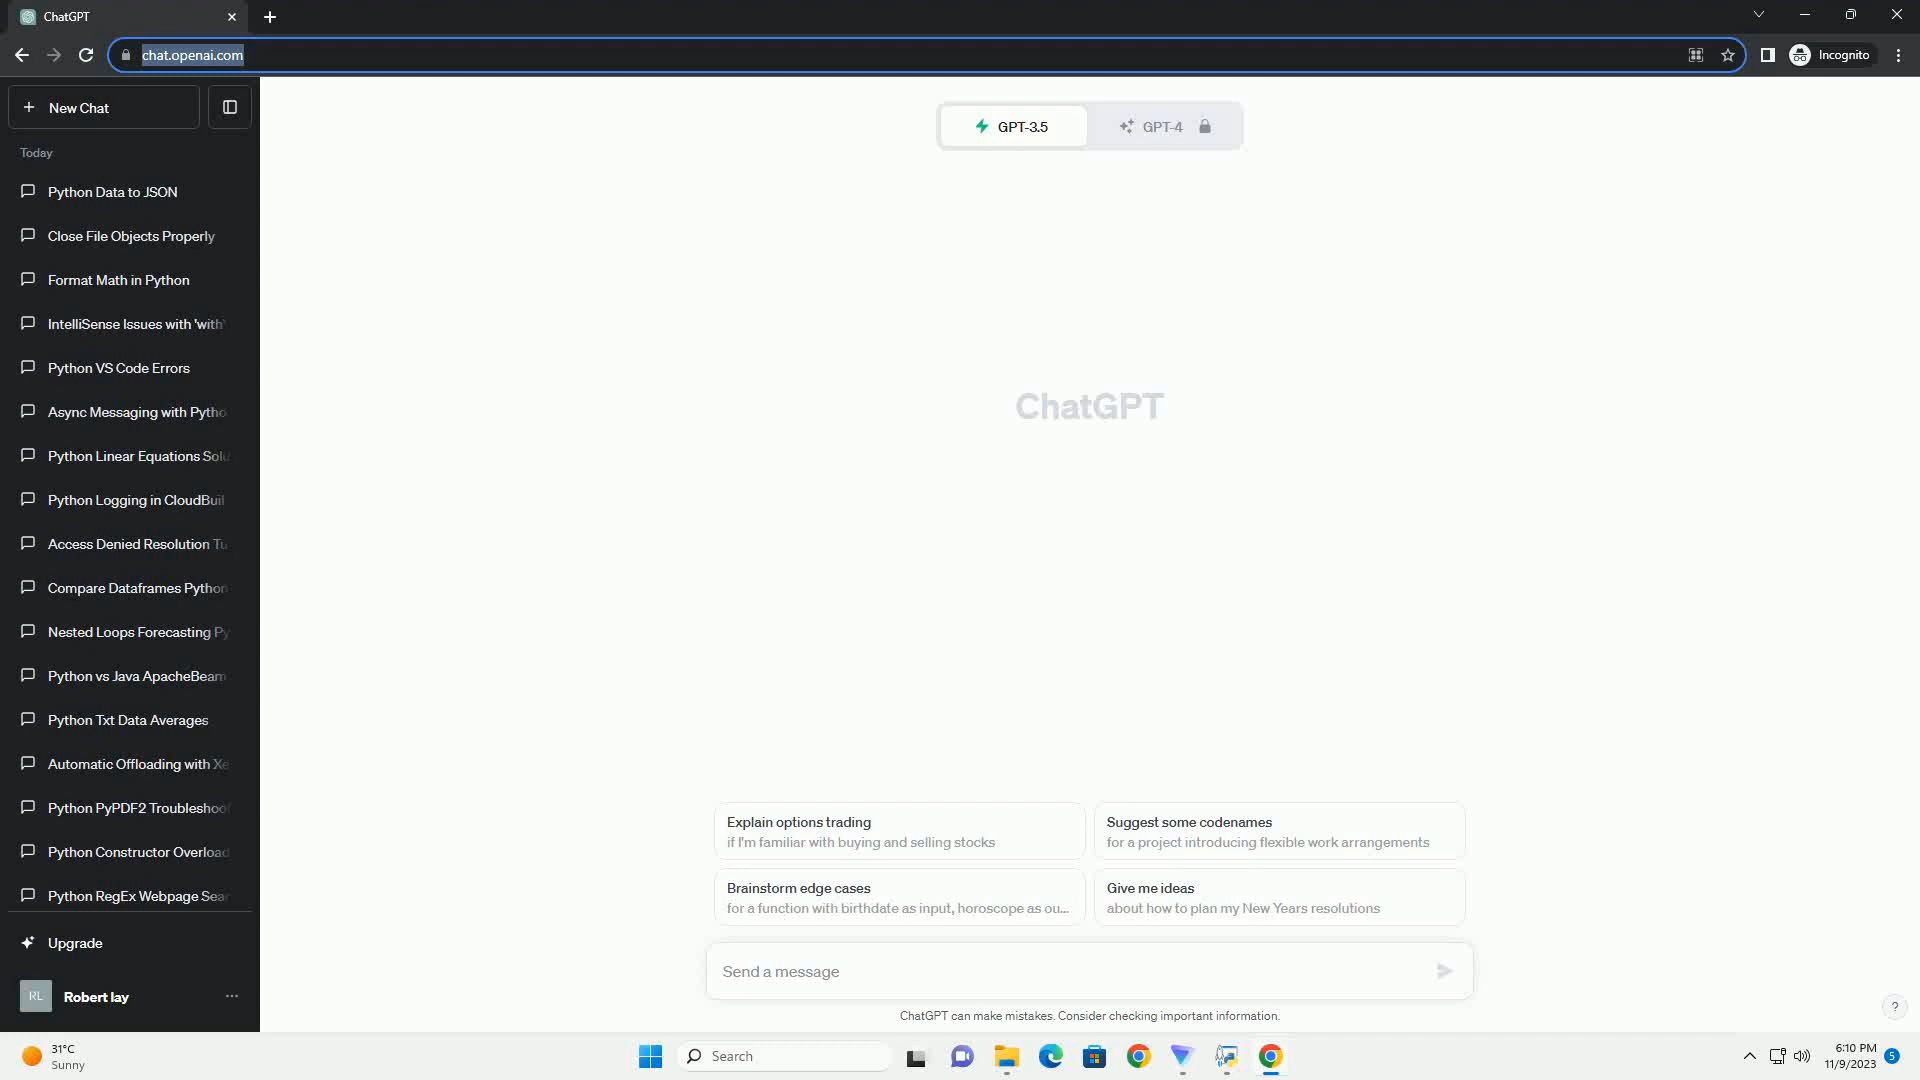 ChatGPT
chat.openai.com
Incognito
New Chat
Today
Python Data to JSON
Close File Objects Properly
Format Math in Python
IntelliSense Issues with 'with'
Python VS Code Errors
Async Messaging with Pytho
Python Linear Equations Solu
Python Logging in CloudBuil
Access Denied Resolution Tu
Compare Dataframes Python
Nested Loops Forecasting Py
Python vs Java ApacheBeam
Python Txt Data Averages
Automatic Offloading with Xe
Python PyPDF2 Troubleshoo
Python Constructor Overload
Python RegEx Webpage Sear
Upgrade
RL
Robert lay
GPT-3.5
GPT-4
ChatGPT
Explain options trading
if I'm familiar with buying and selling stocks
Suggest some codenames
for a project introducing flexible work arrangements
Brainstorm edge cases
for a function with birthdate as input, horoscope as ou...
Give me ideas
about how to plan my New Years resolutions
Send a message
ChatGPT can make mistakes. Consider checking important information.
?
31°C
Sunny
Search
6:10 PM
11/9/2023
5